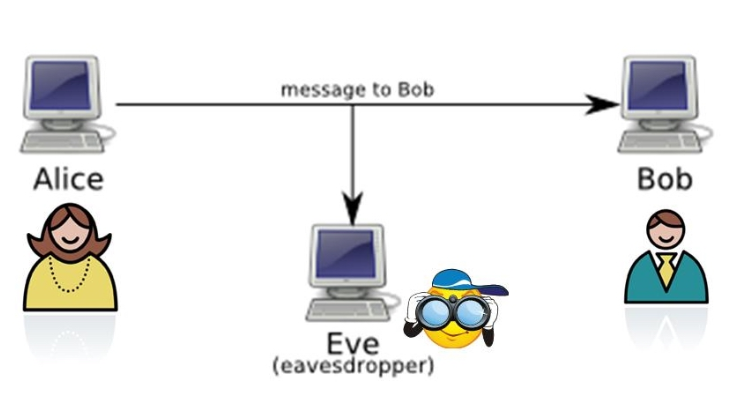 message to Bob
Alice
Bob
Eve
(eavesdropper)